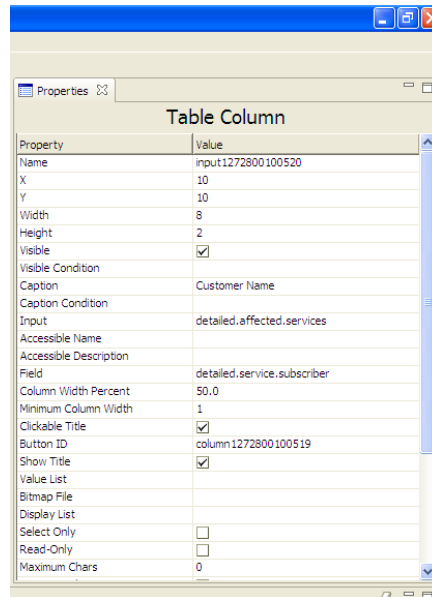 Properties
Table Column
Property Value
Name input1272800100520
X 10
Y 10
Width 8
Height 2
Visible
Visible Condition
Caption Customer Name
Caption Condition
Input detailed.affected.services
Accessible Name
Accessible Description
Field detailed.service.subscriber
Column Width Percent 50.0
Minimum Column Width 1
Clickable Title
Button ID column1272800100519
Show Title
Value List
Bitmap File
Display List
Select Only
Read-Only
Maximum Chars 0